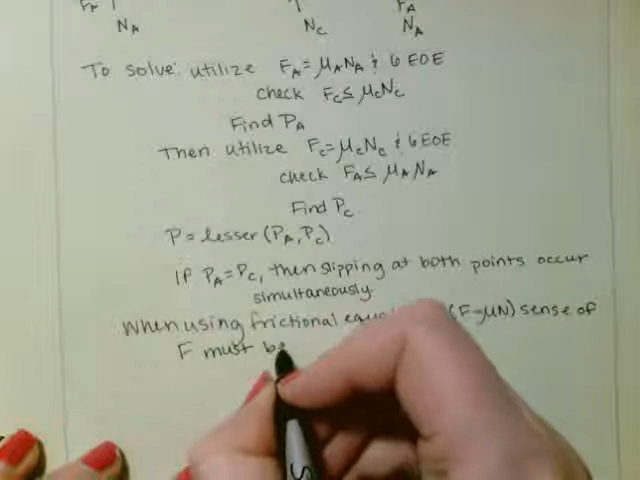 FA FA
NA NC NA
To solve: utilize FA=μANA & 6 EOE
check FC≤ μCNC
Find PA
Then utilize FC=μCNC & 6 EOE
check FA≤ μANA
Find PC
P=lesser (PA, PC)
If PA=PC, then slipping at both points occur
simultaneously.
When using frictional (F=μN) sense of
F must